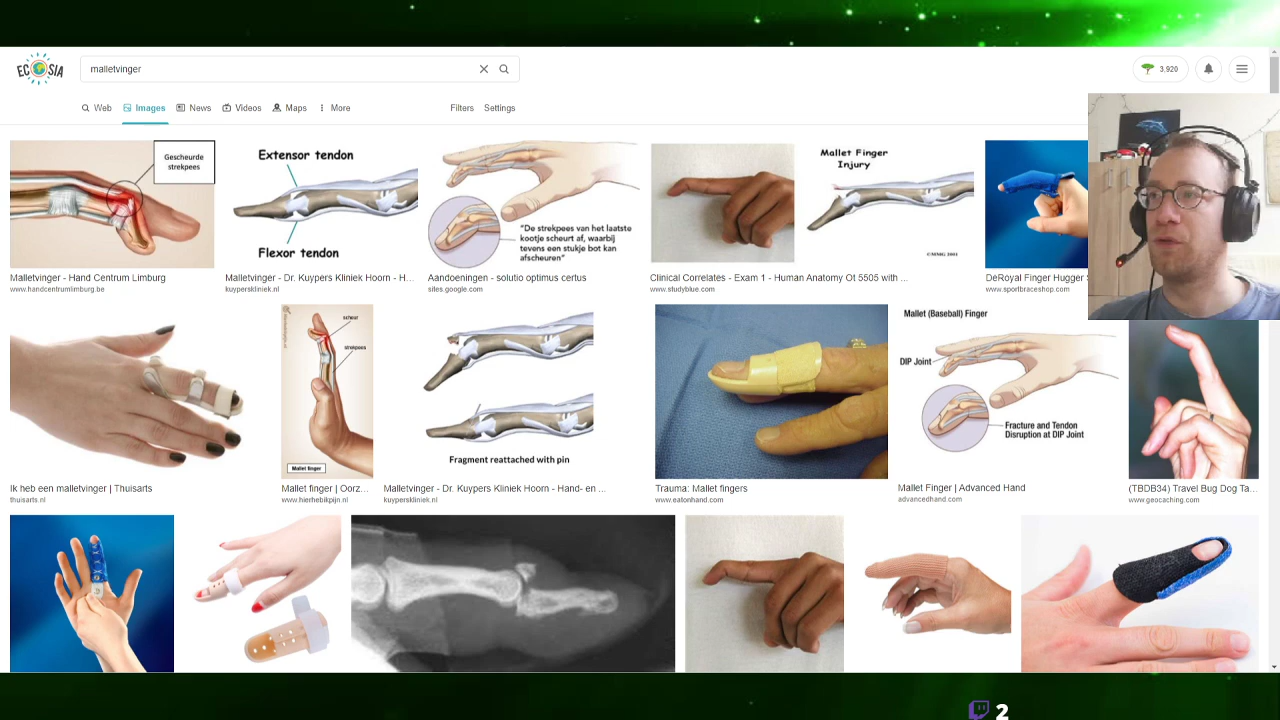 ECOSIA
malletvinger
3,920
Web
Images
News
Videos
Maps
More
Filters
Settings
Gescheurde
strekpees
Extensor tendon
Flexor tendon
"De strekpees van het laatste
kootje scheurt af, waarbij
tevens een stukje bot kan
afscheuren"
Mallet Finger
Injury
©MMG 2001
Malletvinger - Hand Centrum Limburg
www.handcentrumlimburg.be
Malletvinger - Dr. Kuypers Kliniek Hoorn - H...
kuyperskliniek.nl
Aandoeningen - solutio optimus certus
sites.google.com
Clinical Correlates - Exam 1 - Human Anatomy Ot 5505 with ...
www.studyblue.com
DeRoyal Finger Hugger
www.sportbraceshop.com
scheur
strekpees
Mallet finger
Fragment reattached with pin
Mallet (Baseball) Finger
DIP Joint
Fracture and Tendon
Disruption at DIP Joint
Ik heb een malletvinger | Thuisarts
thuisarts.nl
Mallet finger | Oorz...
www.hierhebikpijn.nl
Malletvinger - Dr. Kuypers Kliniek Hoorn - Hand- en ...
kuyperskliniek.nl
Trauma: Mallet fingers
www.eatonhand.com
Mallet Finger | Advanced Hand
advancedhand.com
(TBDB34) Travel Bug Dog Ta...
www.geocaching.com
2